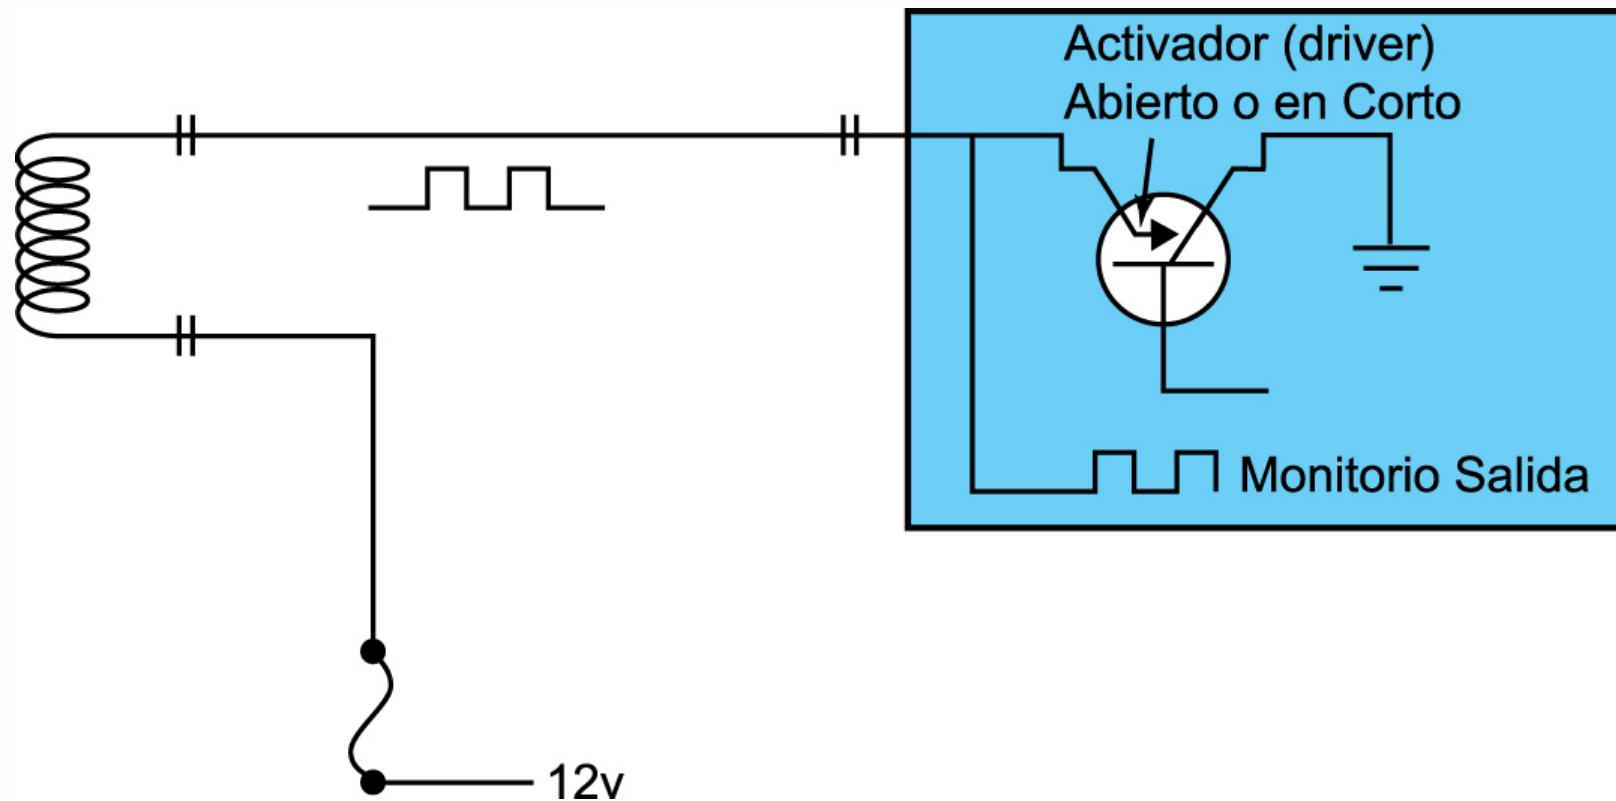 Activador (driver)
Abierto o en Corto
Monitorio Salida
12v